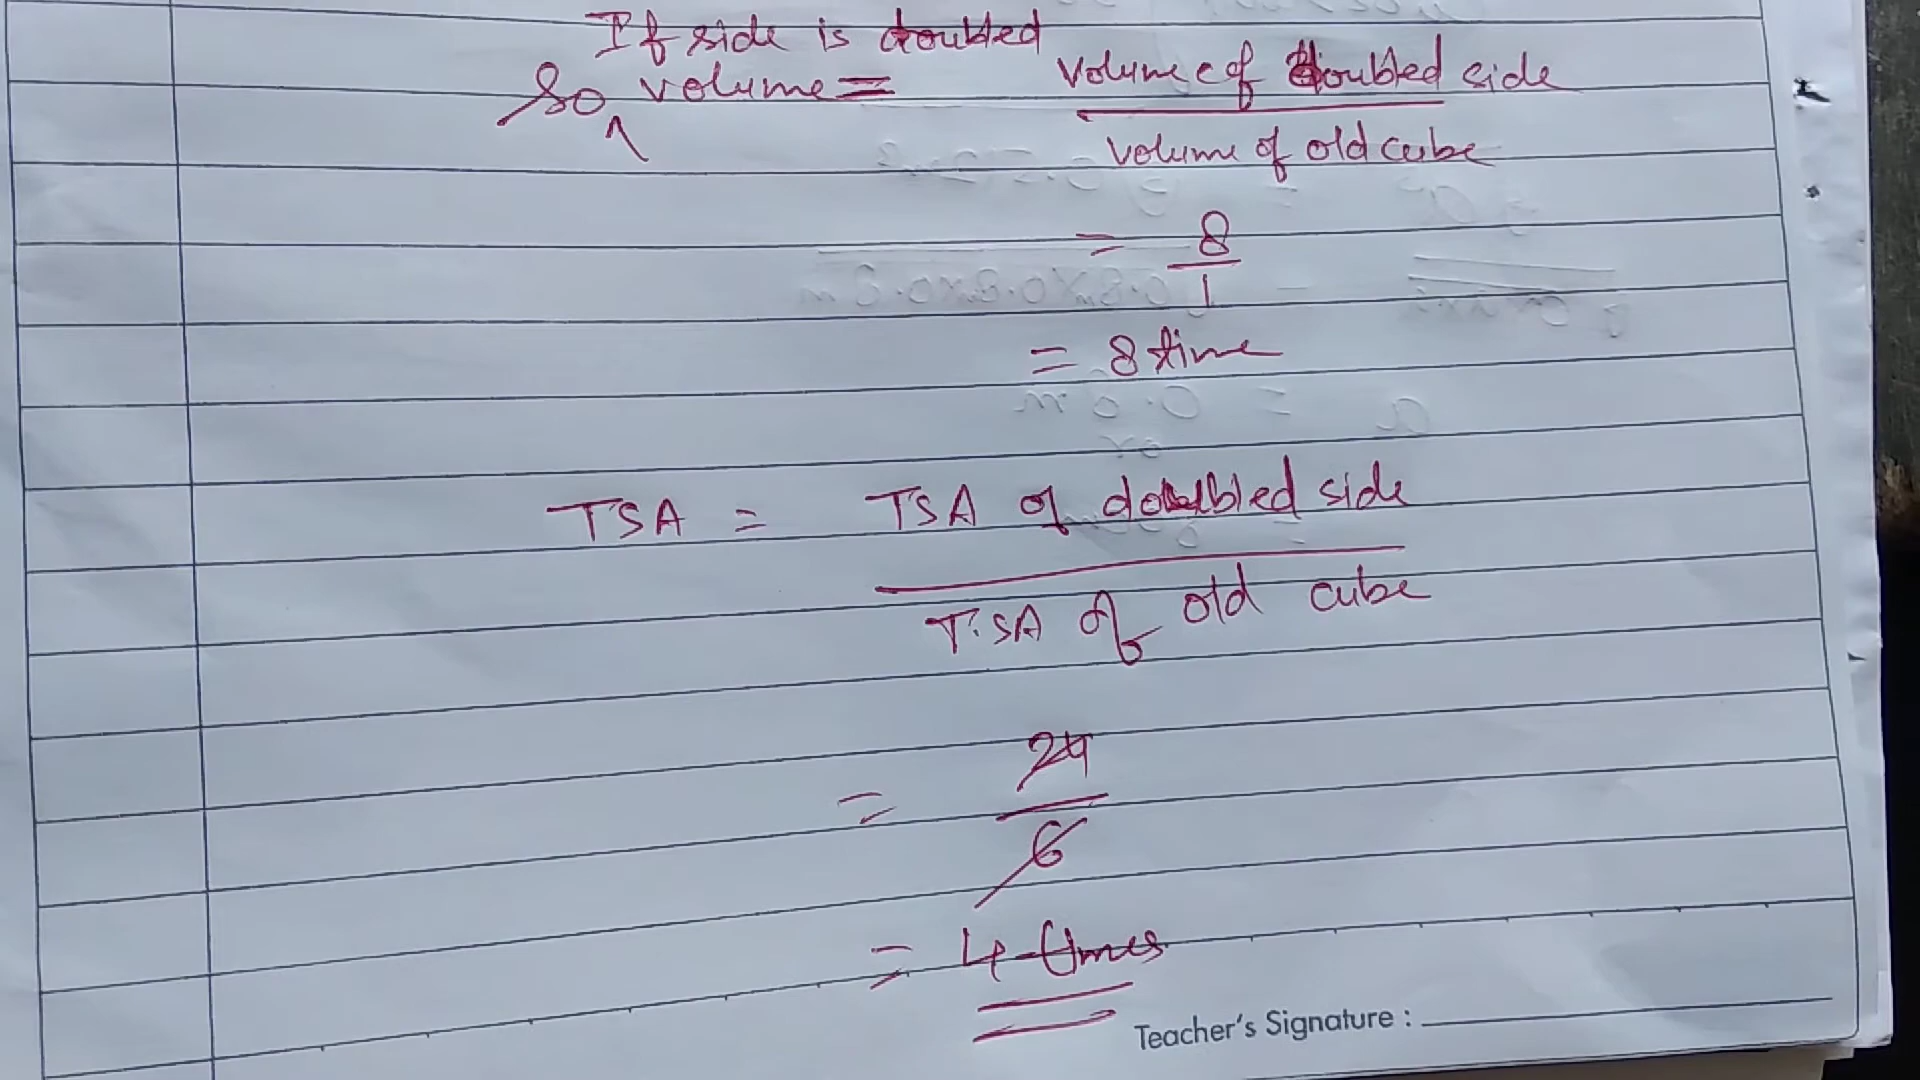 If side is doubled
So, volume = Volume of doubled side
volume of old cube
= 8
1
= 8 time
TSA = TSA of doubled side
T.SA of old cube
= 24
6
= 4 times
Teacher's Signature :